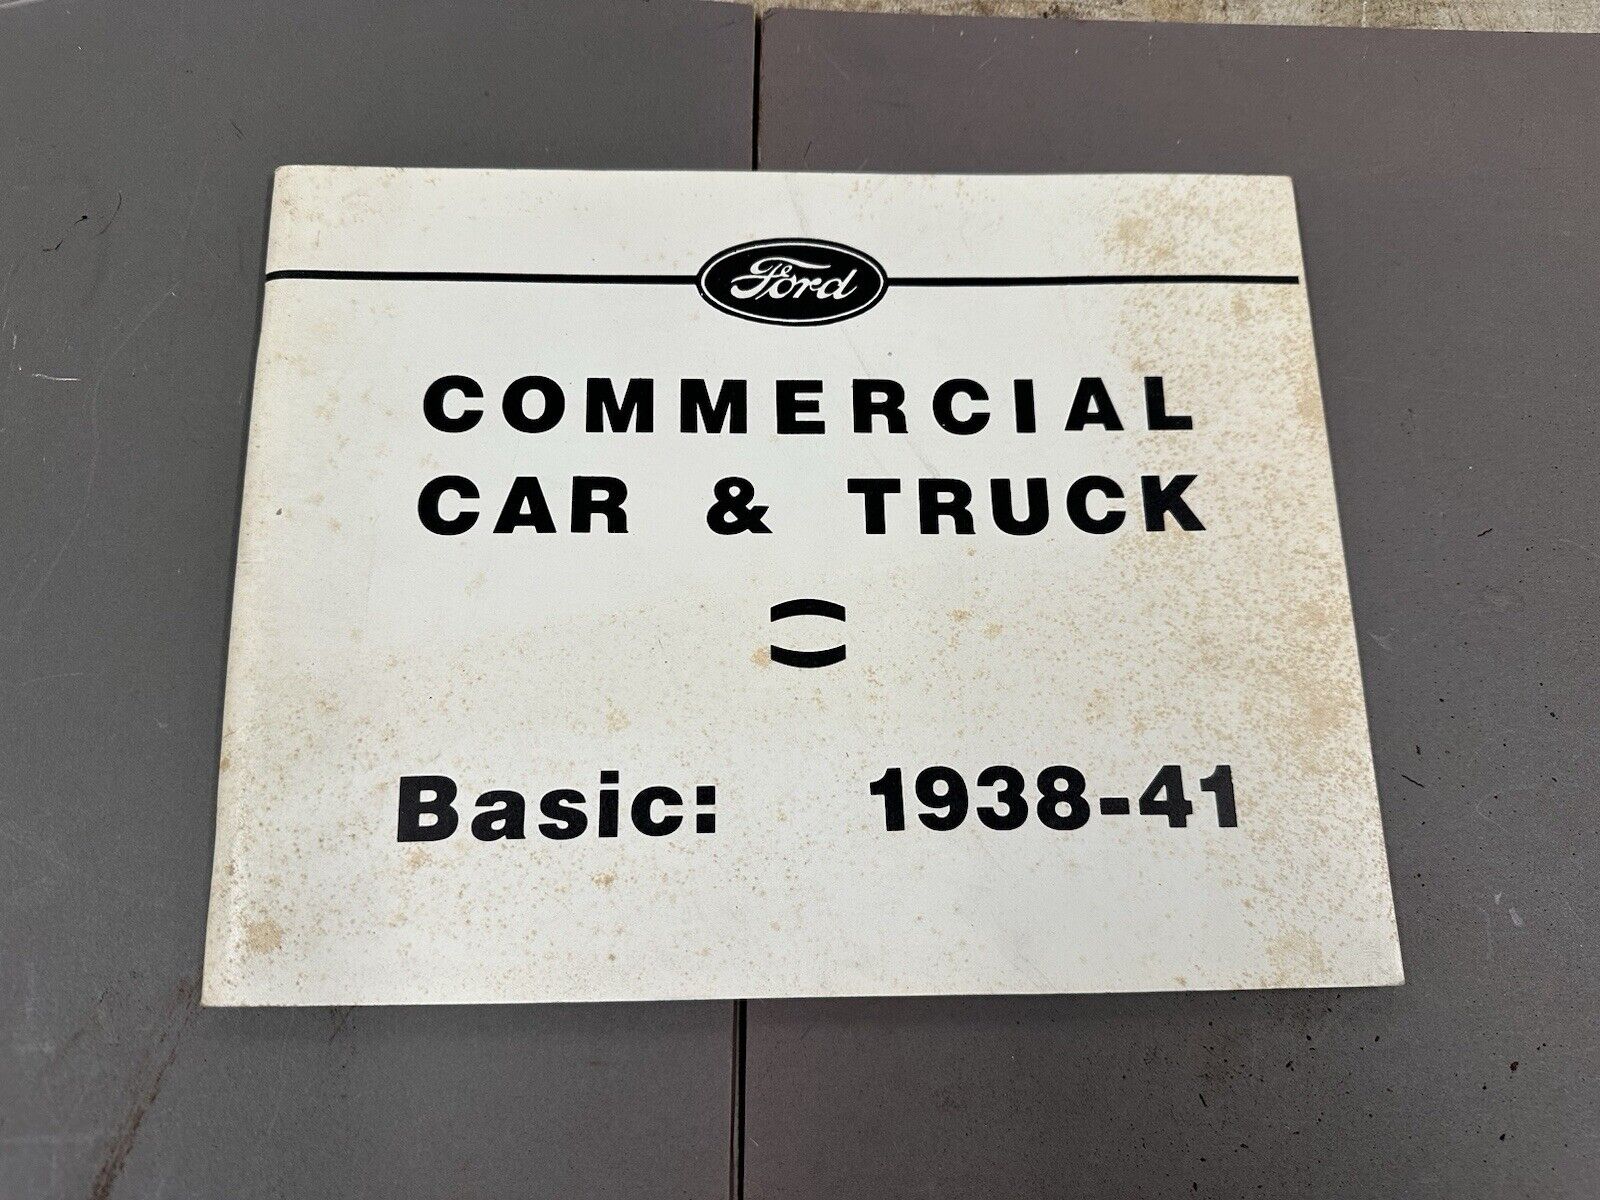 Ford
COMMERCIAL
CAR & TRUCK
Basic: 1938-41